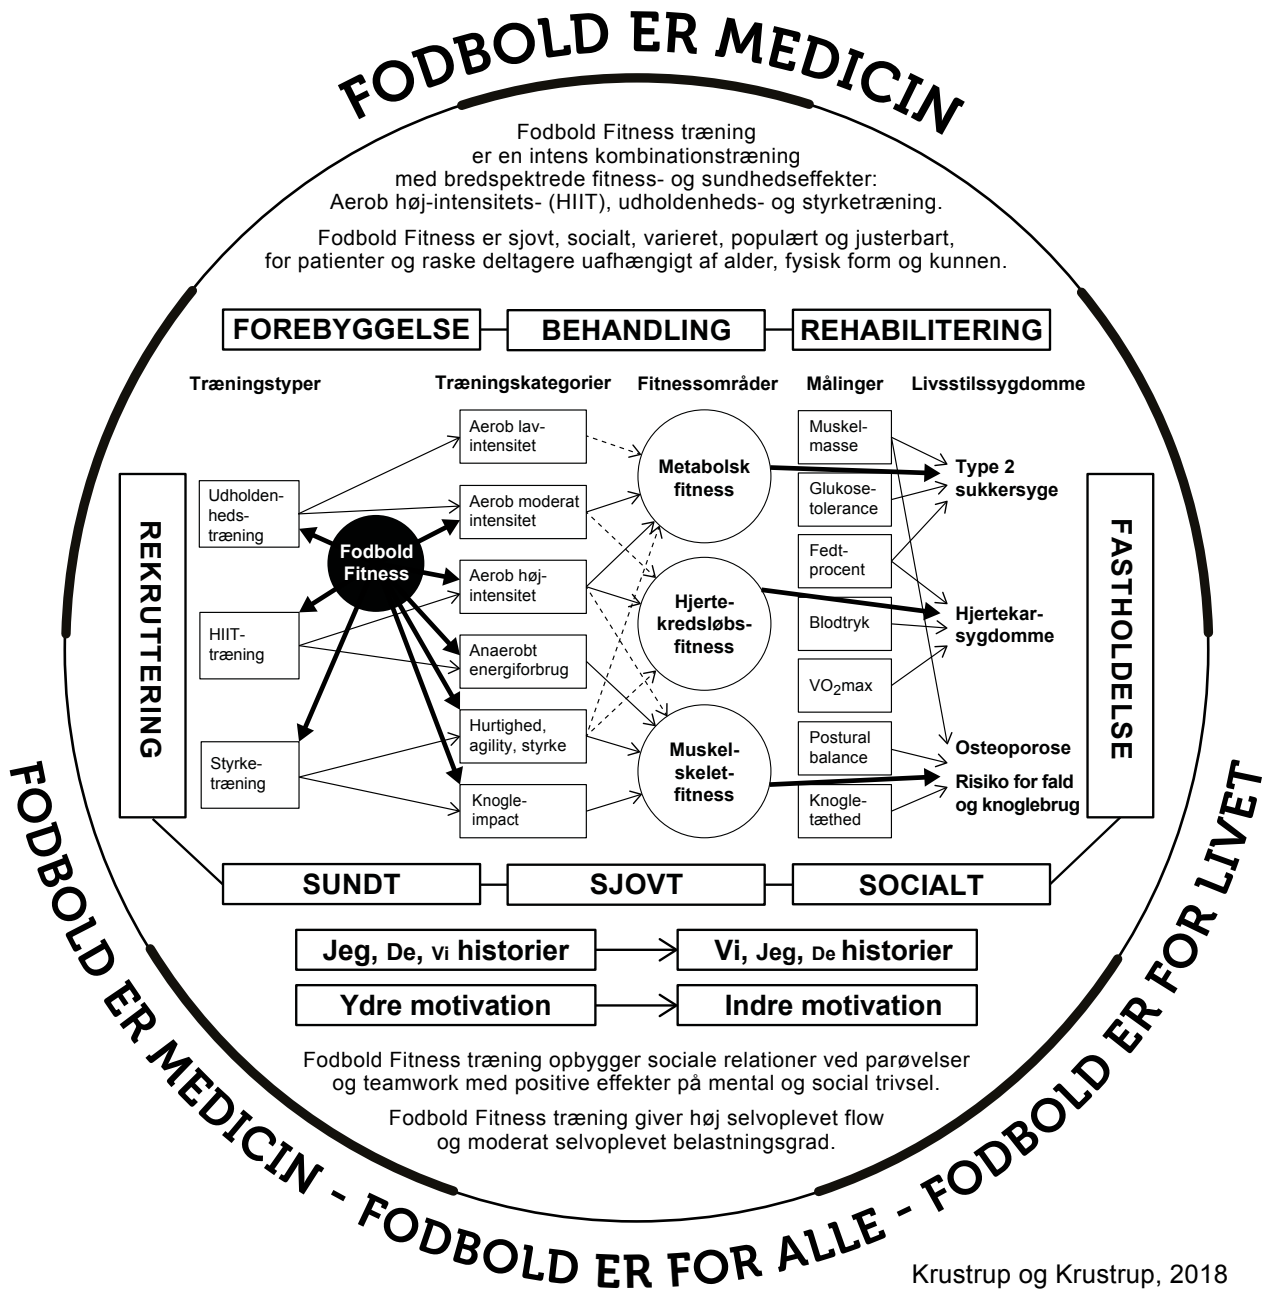 FODBOLD ER MEDICIN
Fodbold Fitness træning
er en intens kombinationstræning
med bredspektrede fitness- og sundhedseffekter:
Aerob høj-intensitets- (HIIT), udholdenheds- og styrketræning.
Fodbold Fitness er sjovt, socialt, varieret, populært og justerbart,
for patienter og raske deltagere uafhængigt af alder, fysisk form og kunnen.
FOREBYGGELSE
BEHANDLING
REHABILITERING
Træningstyper
Træningskategorier
Fitnessområder
Målinger
Livsstilssygdomme
REKRUTTERING
Udholden-
heds-
træning
HIIT-
træning
Styrke-
træning
Fodbold
Fitness
Aerob lav-
intensitet
Aerob moderat
intensitet
Aerob høj-
intensitet
Anaerobt
energiforbrug
Hurtighed,
agility, styrke
Knogle-
impact
Metabolsk
fitness
Hjerte-
kredsløbs-
fitness
Muskel-
skelet-
fitness
Muskel-
masse
Glukose-
tolerance
Fedt-
procent
Blodtryk
VO2max
Postural
balance
Knogle-
tæthed
Type 2
sukkersyge
Hjertekar-
sygdomme
Osteoporose
Risiko for fald
og knoglebrug
FASTHOLDELSE
SUNDT
SJOVT
SOCIALT
Jeg, De, Vi historier
Vi, Jeg, De historier
Ydre motivation
Indre motivation
Fodbold Fitness træning opbygger sociale relationer ved parøvelser
og teamwork med positive effekter på mental og social trivsel.
Fodbold Fitness træning giver høj selvoplevet flow
og moderat selvoplevet belastningsgrad.
FODBOLD ER MEDICIN - FODBOLD ER FOR ALLE - FODBOLD ER FOR LIVET
Krustrup og Krustrup, 2018